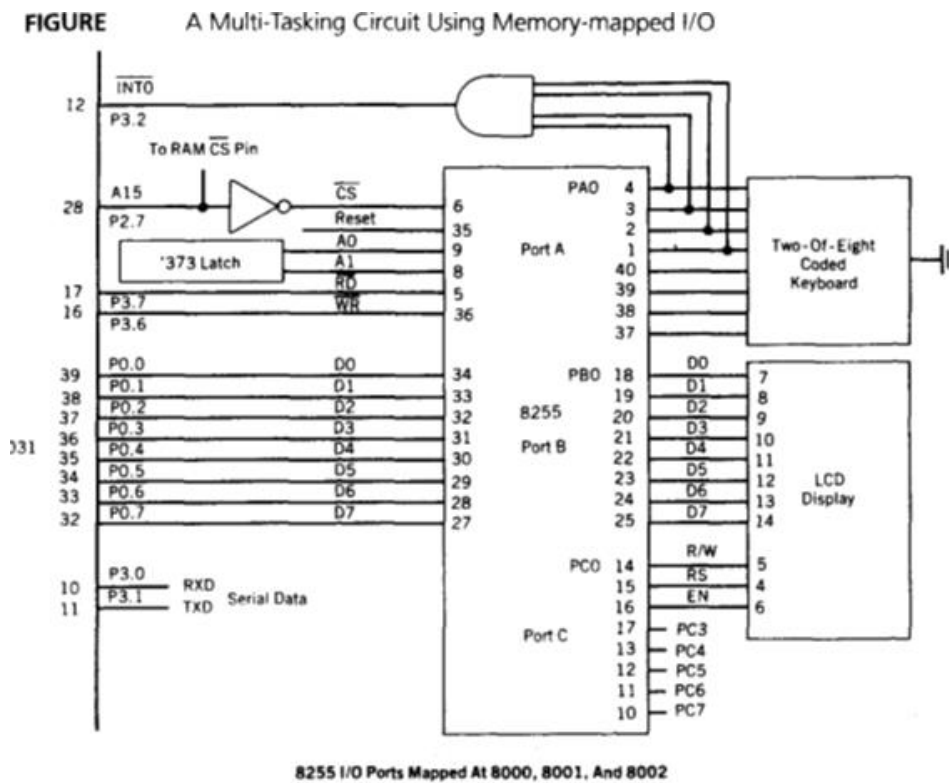 FIGURE A Multi-Tasking Circuit Using Memory-mapped I/O
INT0
12
P3.2
To RAM CS Pin
A15
28
P2.7
CS
6
Reset
35
A0
9
'373 Latch
A1
8
RD
17
P3.7
5
WR
16
P3.6
36
PA0 4
3
2
Port A
1
40
39
38
37
Two-Of-Eight
Coded
Keyboard
39 P0.0 D0 34
38 P0.1 D1 33
37 P0.2 D2 32
36 P0.3 D3 31
35 P0.4 D4 30
34 P0.5 D5 29
33 P0.6 D6 28
32 P0.7 D7 27
031
8255
Port B
PB0 18 D0 7
19 D1 8
20 D2 9
21 D3 10
22 D4 11
23 D5 12
24 D6 13
25 D7 14
LCD
Display
PC0 14 R/W 5
15 RS 4
16 EN 6
Port C
17 PC3
13 PC4
12 PC5
11 PC6
10 PC7
10 P3.0 RXD
11 P3.1 TXD
Serial Data
8255 I/O Ports Mapped At 8000, 8001, And 8002